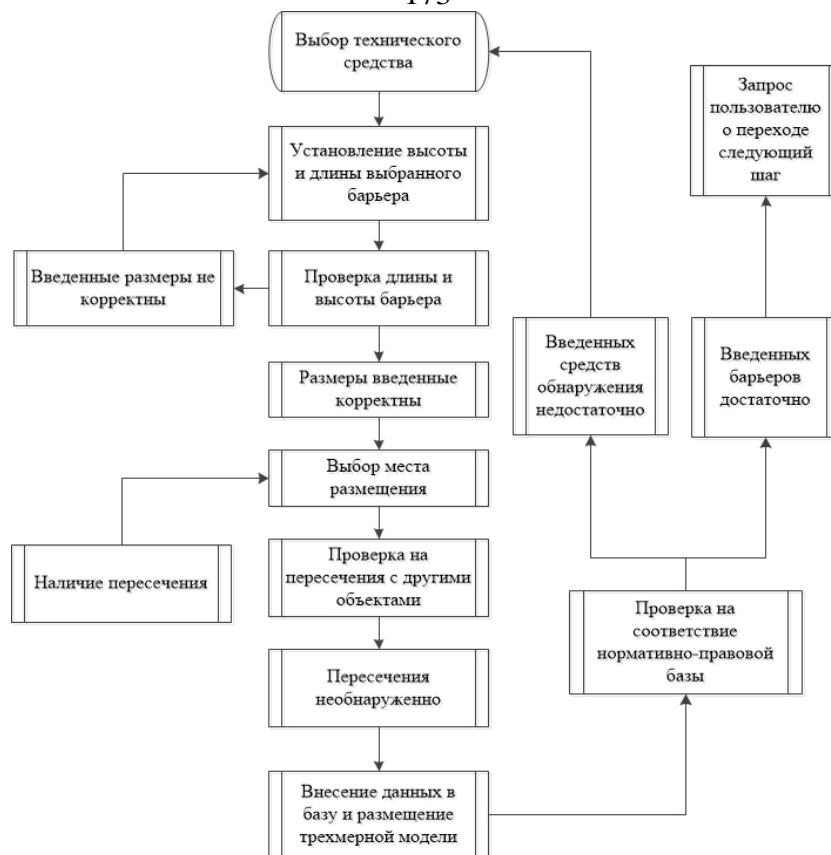 Выбор технического
средства
Запрос
пользователю
о переходе
следующий
шаг
Установление высоты
и длины выбранного
барьера
Введенные размеры не
корректны
Проверка длины и
высоты барьера
Введенных
средств
обнаружения
недостаточно
Введенных
барьеров
достаточно
Размеры введенные
корректны
Выбор места
размещения
Наличие пересечения
Проверка на
пересечения с другими
объектами
Проверка на
соответствие
нормативно-правовой
базы
Пересечения
необнаруженно
Внесение данных в
базу и размещение
трехмерной модели